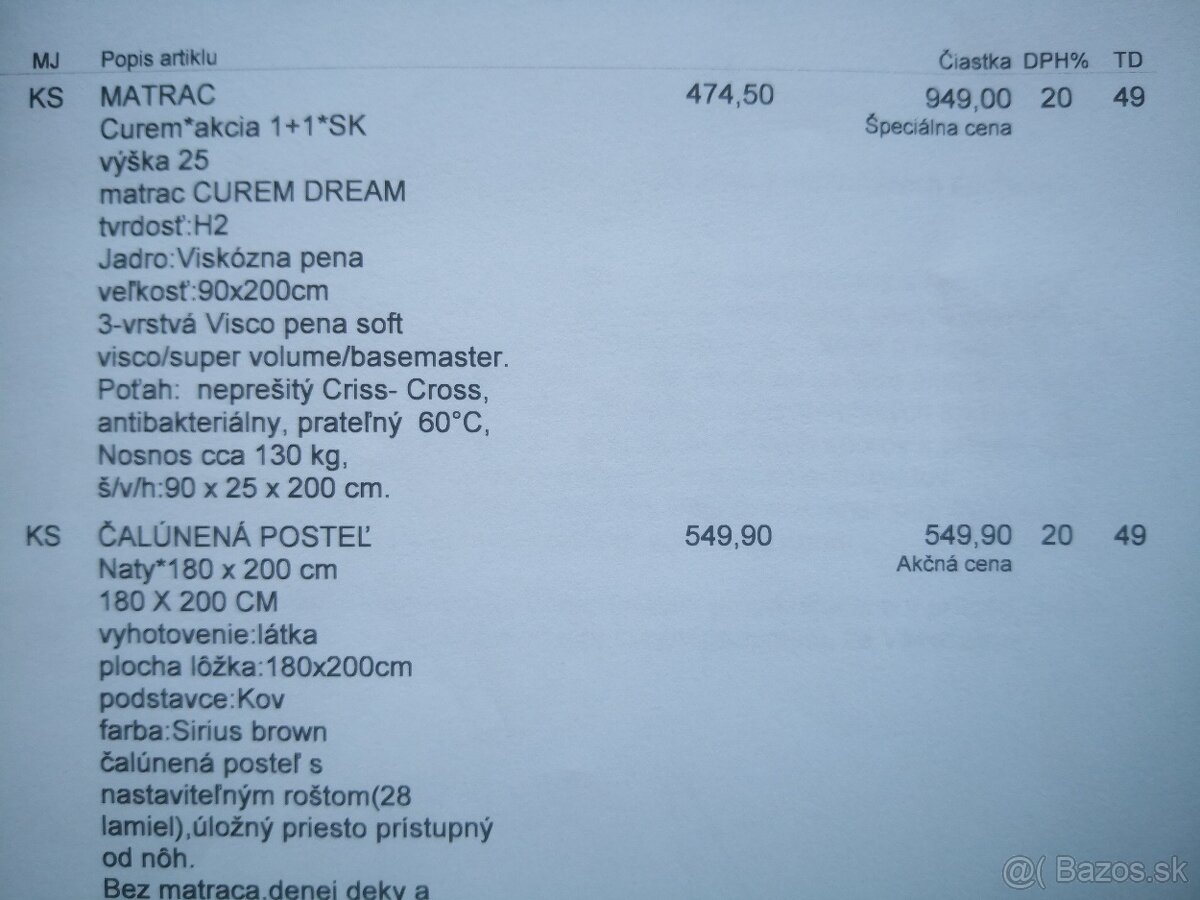 MJ Popis artiklu Čiastka DPH% TD
KS MATRAC 474,50 949,00 20 49
Curem*akcia 1+1*SK Špeciálna cena
výška 25
matrac CUREM DREAM
tvrdosť:H2
Jadro:Viskózna pena
veľkosť:90x200cm
3-vrstvá Visco pena soft
visco/super volume/basemaster.
Poťah: neprešitý Criss- Cross,
antibakteriálny, prateľný 60°C,
Nosnos cca 130 kg,
š/v/h:90 x 25 x 200 cm.
KS ČALÚNENÁ POSTEĽ 549,90 549,90 20 49
Naty*180 x 200 cm Akčná cena
180 X 200 CM
vyhotovenie:látka
plocha lôžka:180x200cm
podstavce:Kov
farba:Sirius brown
čalúnená posteľ s
nastaviteľným roštom(28
lamiel),úložný priesto prístupný
od nôh.
Bez matraca,denej deky a
@( Bazos.sk